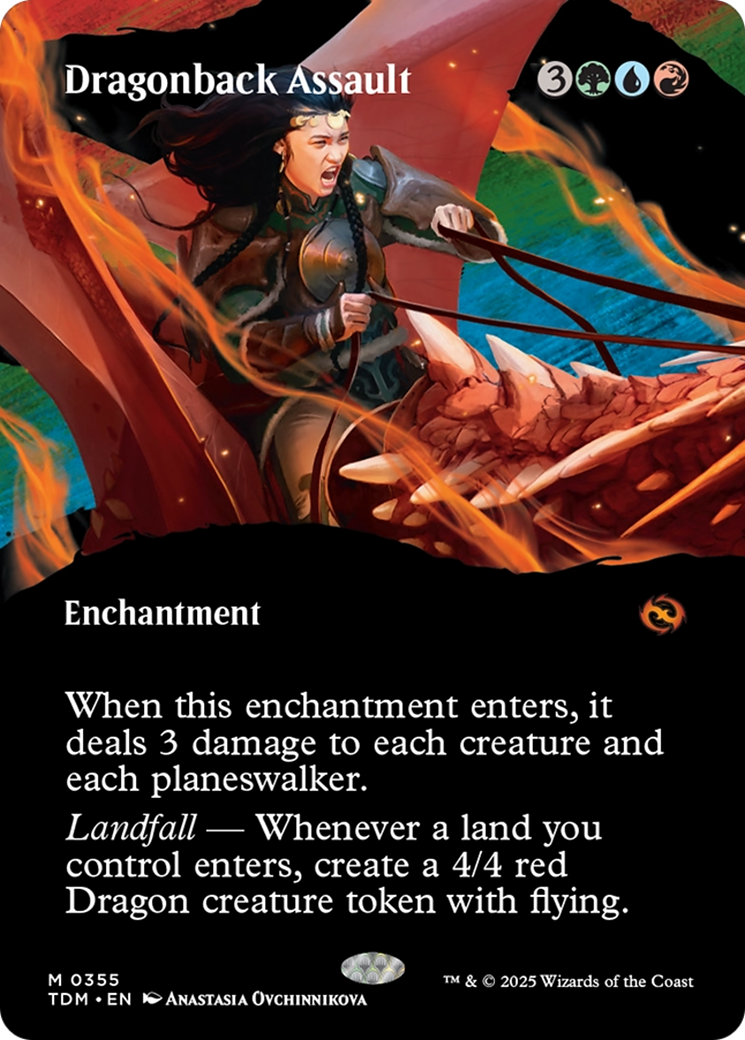 Dragonback Assault 3
Enchantment
When this enchantment enters, it
deals 3 damage to each creature and
each planeswalker.
Landfall — Whenever a land you
control enters, create a 4/4 red
Dragon creature token with flying.
M 0355
TDM • EN Anastasia Ovchinnikova
™ & © 2025 Wizards of the Coast